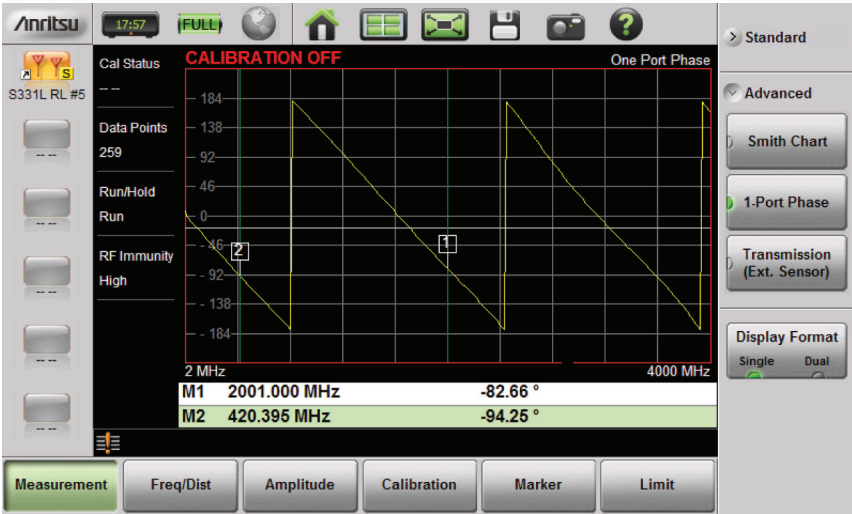 Anritsu
17:57
FULL
?
S
S331L RL #5
-- --
-- --
-- --
-- --
-- --
-- --
Cal Status
-- --
Data Points
259
Run/Hold
Run
RF Immunity
High
CALIBRATION OFF
One Port Phase
184
138
92
46
0
- 46
- 92
- 138
- 184
2
1
2 MHz
4000 MHz
M1 2001.000 MHz -82.66 °
M2 420.395 MHz -94.25 °
Standard
Advanced
Smith Chart
1-Port Phase
Transmission
(Ext. Sensor)
Display Format
Single Dual
Measurement
Freq/Dist
Amplitude
Calibration
Marker
Limit